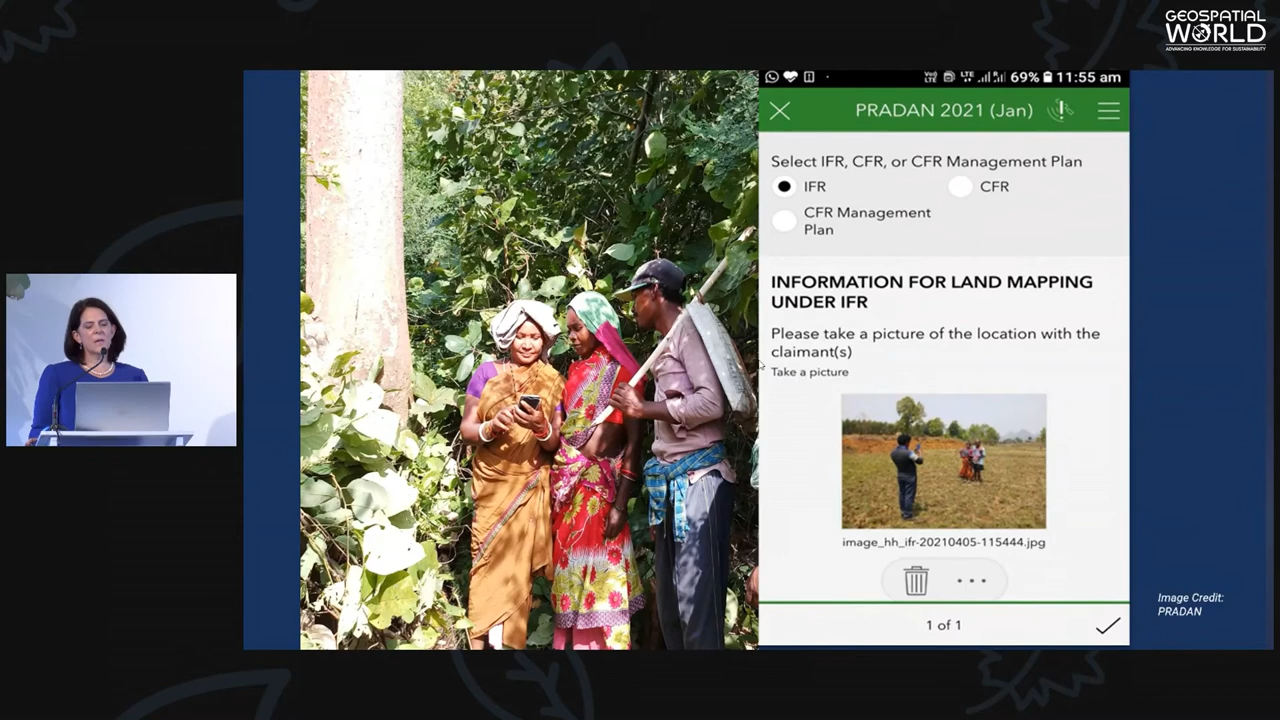 GEOSPATIAL
WORLD
ADVANCING KNOWLEDGE FOR SUSTAINABILITY
69% 11:55 am
PRADAN 2021 (Jan)
Select IFR, CFR, or CFR Management Plan
IFR
CFR
CFR Management
Plan
INFORMATION FOR LAND MAPPING
UNDER IFR
Please take a picture of the location with the
claimant(s)
Take a picture
image_hh_ifr-20210405-115444.jpg
1 of 1
Image Credit:
PRADAN